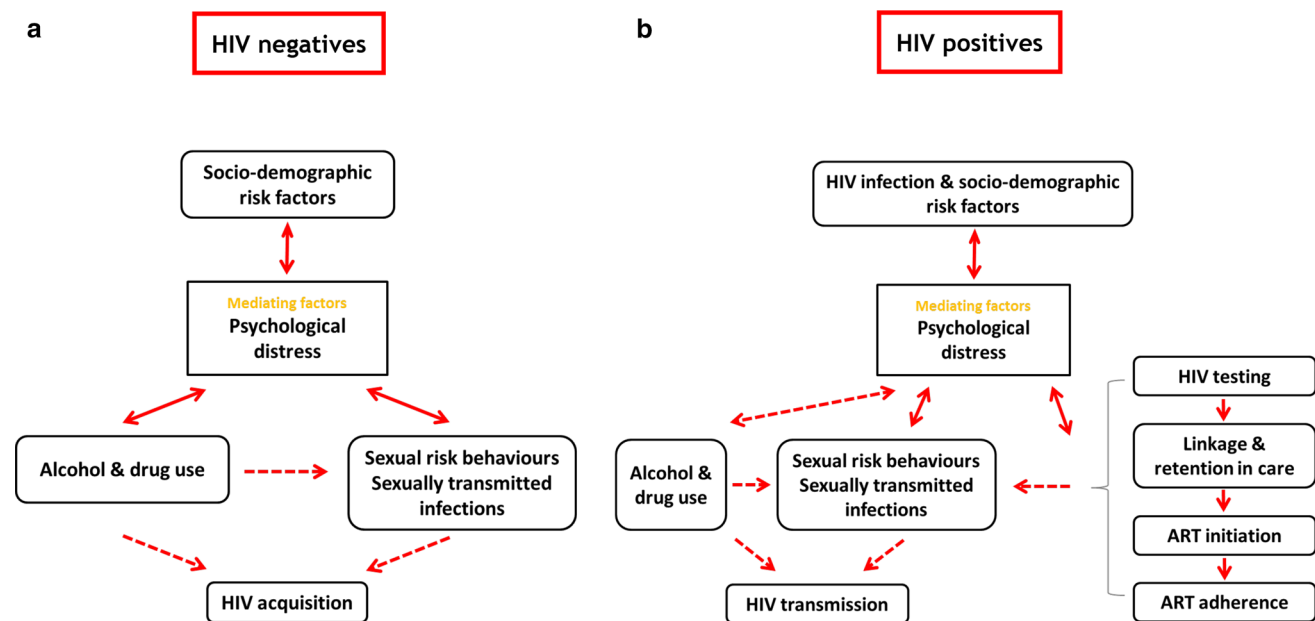 a
HIV negatives
Socio-demographic
risk factors
Mediating factors
Psychological
distress
Alcohol & drug use
Sexual risk behaviours
Sexually transmitted
infections
HIV acquisition
b
HIV positives
HIV infection & socio-demographic
risk factors
Mediating factors
Psychological
distress
Alcohol &
drug use
Sexual risk behaviours
Sexually transmitted
infections
HIV transmission
HIV testing
Linkage &
retention in care
ART initiation
ART adherence